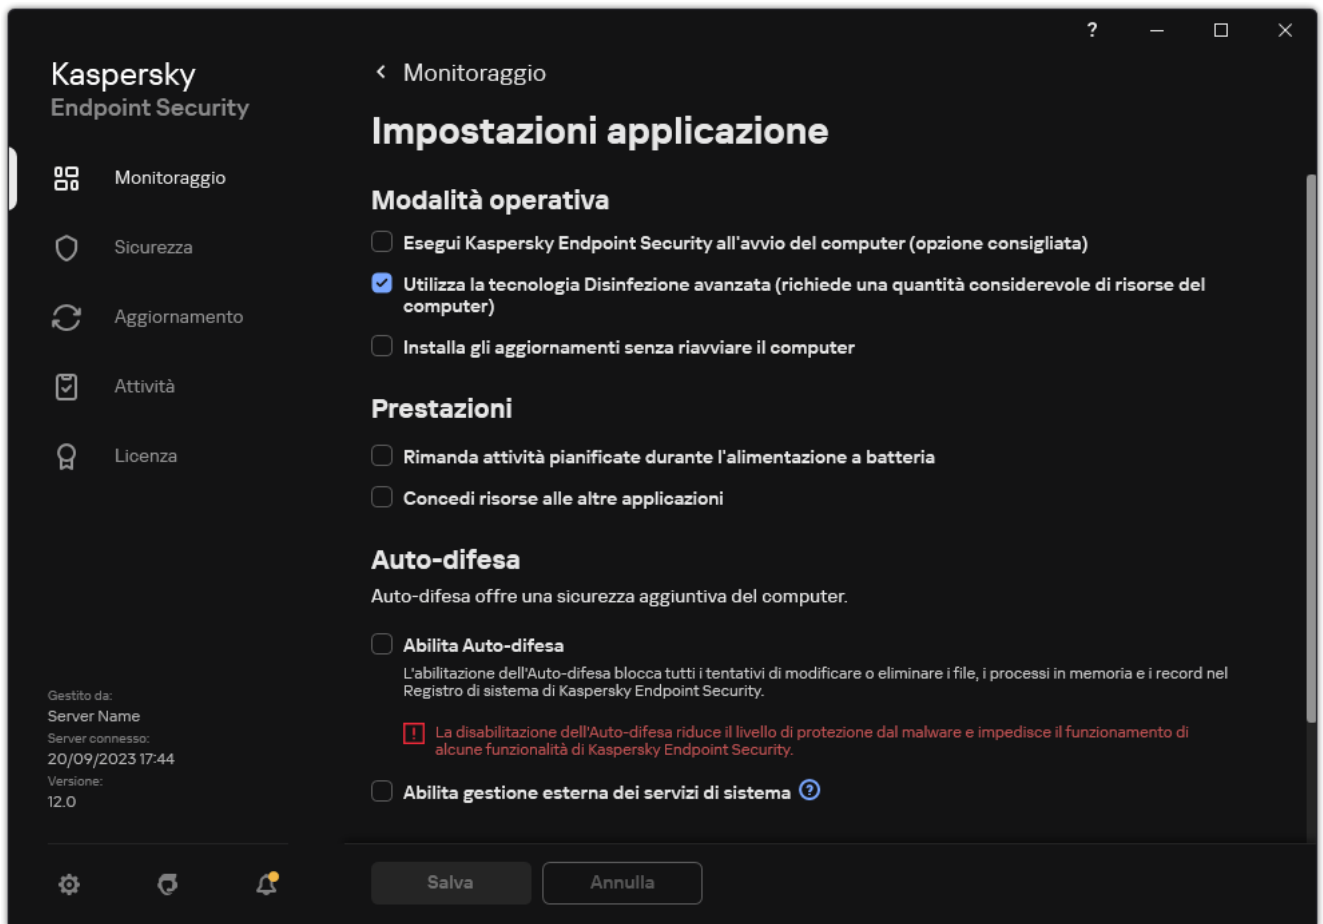 ?
Kaspersky
Endpoint Security
Monitoraggio
Sicurezza
Aggiornamento
Attività
Licenza
Gestito da:
Server Name
Server connesso:
20/09/2023 17:44
Versione:
12.0
Monitoraggio
Impostazioni applicazione
Modalità operativa
Esegui Kaspersky Endpoint Security all'avvio del computer (opzione consigliata)
Utilizza la tecnologia Disinfezione avanzata (richiede una quantità considerevole di risorse del
computer)
Installa gli aggiornamenti senza riavviare il computer
Prestazioni
Rimanda attività pianificate durante l'alimentazione a batteria
Concedi risorse alle altre applicazioni
Auto-difesa
Auto-difesa offre una sicurezza aggiuntiva del computer.
Abilita Auto-difesa
L'abilitazione dell'Auto-difesa blocca tutti i tentativi di modificare o eliminare i file, i processi in memoria e i record nel
Registro di sistema di Kaspersky Endpoint Security.
La disabilitazione dell'Auto-difesa riduce il livello di protezione dal malware e impedisce il funzionamento di
alcune funzionalità di Kaspersky Endpoint Security.
Abilita gestione esterna dei servizi di sistema ?
Salva
Annulla